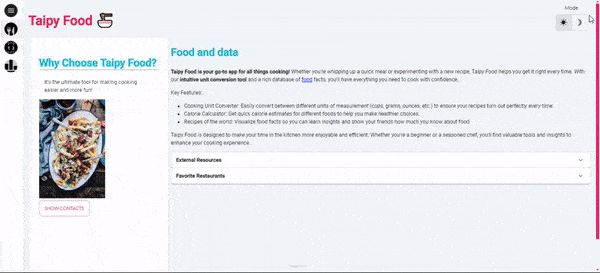 Mode
Taipy Food
Why Choose Taipy Food?
It's the ultimate tool for making cooking
easier and more fun!
SHOW CONTACTS
Food and data
Taipy Food is your go-to app for all things cooking! Whether you're whipping up a quick meal or experimenting with a new recipe, Taipy Food helps you get it right every time. With
our intuitive unit conversion tool and a rich database of food facts, you'll have everything you need to cook with confidence.
Key Features:
Cooking Unit Converter: Easily convert between different units of measurement (cups, grams, ounces, etc.) to ensure your recipes turn out perfectly every time.
Calorie Calculator: Get quick calorie estimates for different foods to help you make healthier choices.
Recipes of the world: Visualize food facts so you can learn insights and show your friends how much you know about food
Taipy Food is designed to make your time in the kitchen more enjoyable and efficient. Whether you're a beginner or a seasoned chef, you'll find valuable tools and insights to
enhance your cooking experience.
External Resources
Favorite Restaurants